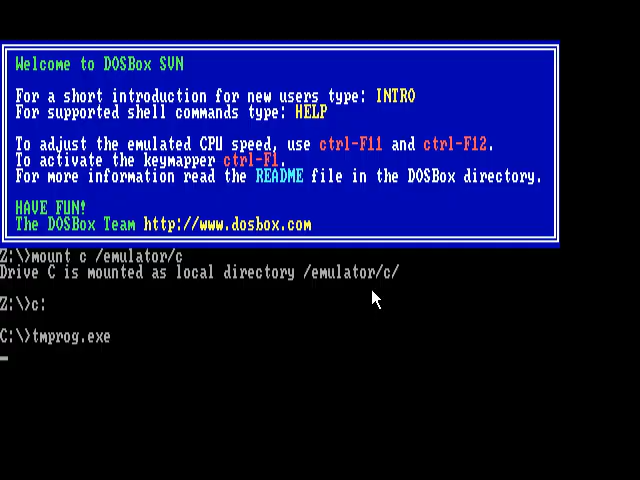 Welcome to DOSBox SVN
For a short introduction for new users type: INTRO
For supported shell commands type: HELP
To adjust the emulated CPU speed, use ctrl-F11 and ctrl-F12.
To activate the keymapper ctrl-F1.
For more information read the README file in the DOSBox directory.
HAVE FUN!
The DOSBox Team http://www.dosbox.com
Z:\>mount c /emulator/c
Drive C is mounted as local directory /emulator/c/
Z:\>c:
C:\>tmprog.exe